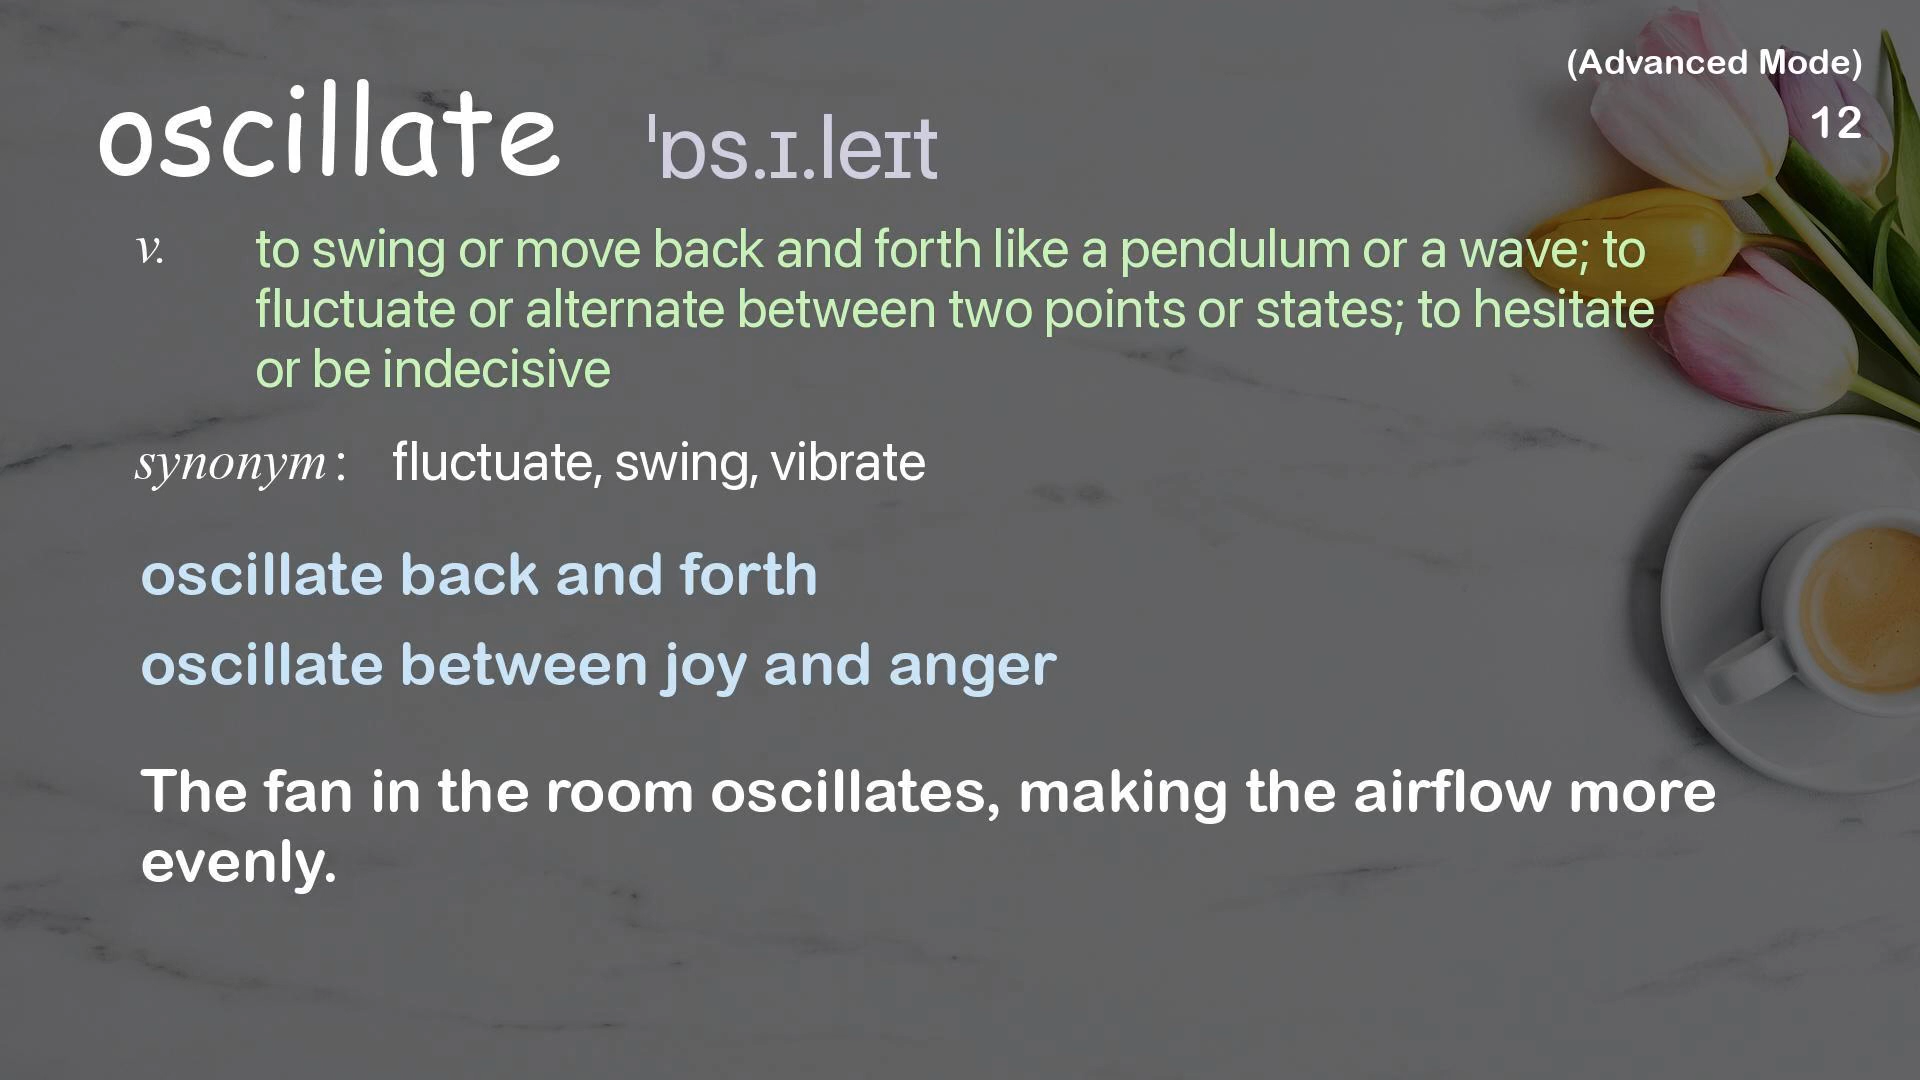 (Advanced Mode)
12
oscillate ˈɒs.ɪ.leɪt
v. to swing or move back and forth like a pendulum or a wave; to
fluctuate or alternate between two points or states; to hesitate
or be indecisive
synonym: fluctuate, swing, vibrate
oscillate back and forth
oscillate between joy and anger
The fan in the room oscillates, making the airflow more
evenly.